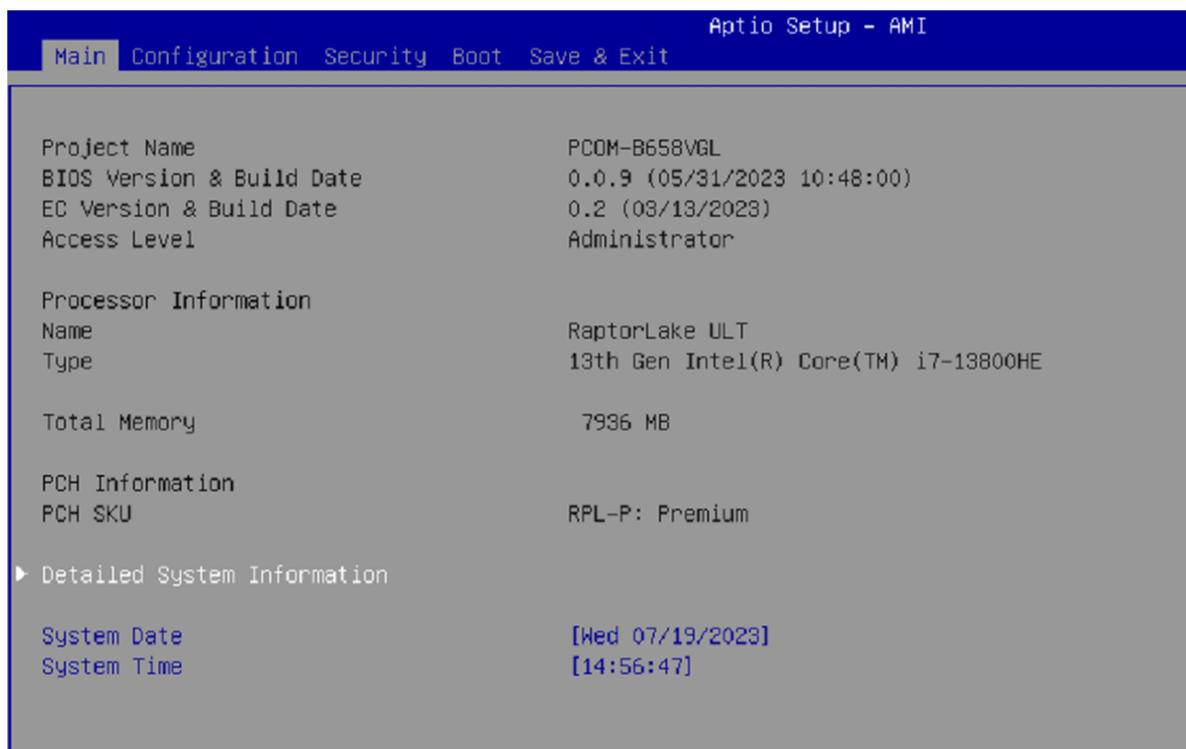 Aptio Setup - AMI
Main Configuration Security Boot Save & Exit
Project Name PCOM-B658VGL
BIOS Version & Build Date 0.0.9 (05/31/2023 10:48:00)
EC Version & Build Date 0.2 (03/13/2023)
Access Level Administrator
Processor Information
Name RaptorLake ULT
Type 13th Gen Intel(R) Core(TM) i7-13800HE
Total Memory 7936 MB
PCH Information
PCH SKU RPL-P: Premium
Detailed System Information
System Date [Wed 07/19/2023]
System Time [14:56:47]